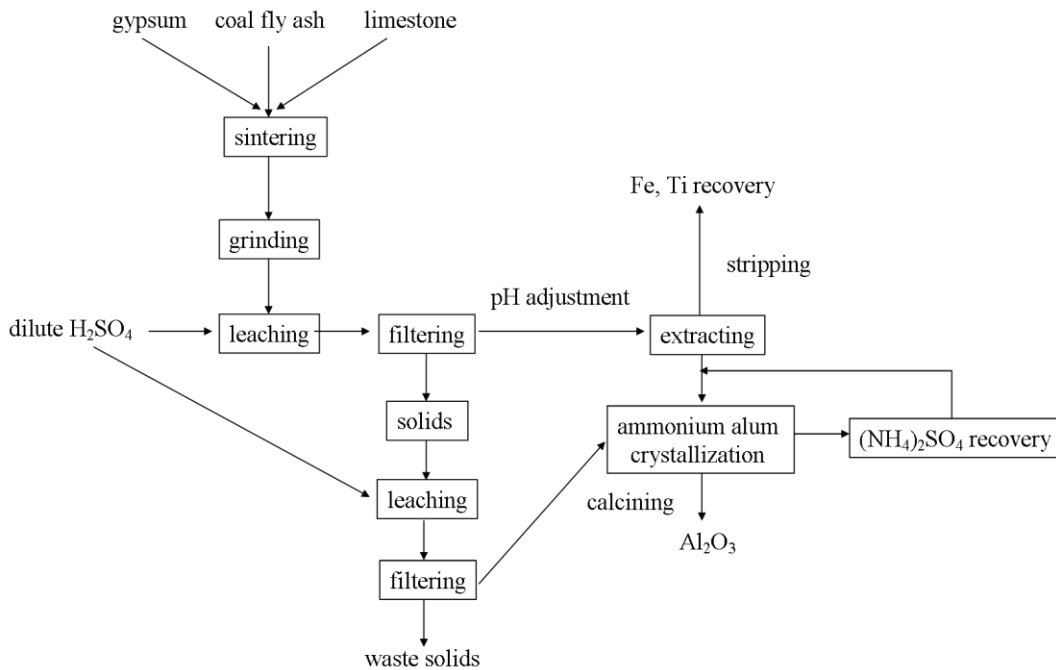 gypsum
coal fly ash
limestone
sintering
Fe, Ti recovery
grinding
stripping
pH adjustment
dilute H₂SO₄
leaching
filtering
extracting
solids
ammonium alum
crystallization
(NH₄)₂SO₄ recovery
leaching
calcining
Al₂O₃
filtering
waste solids